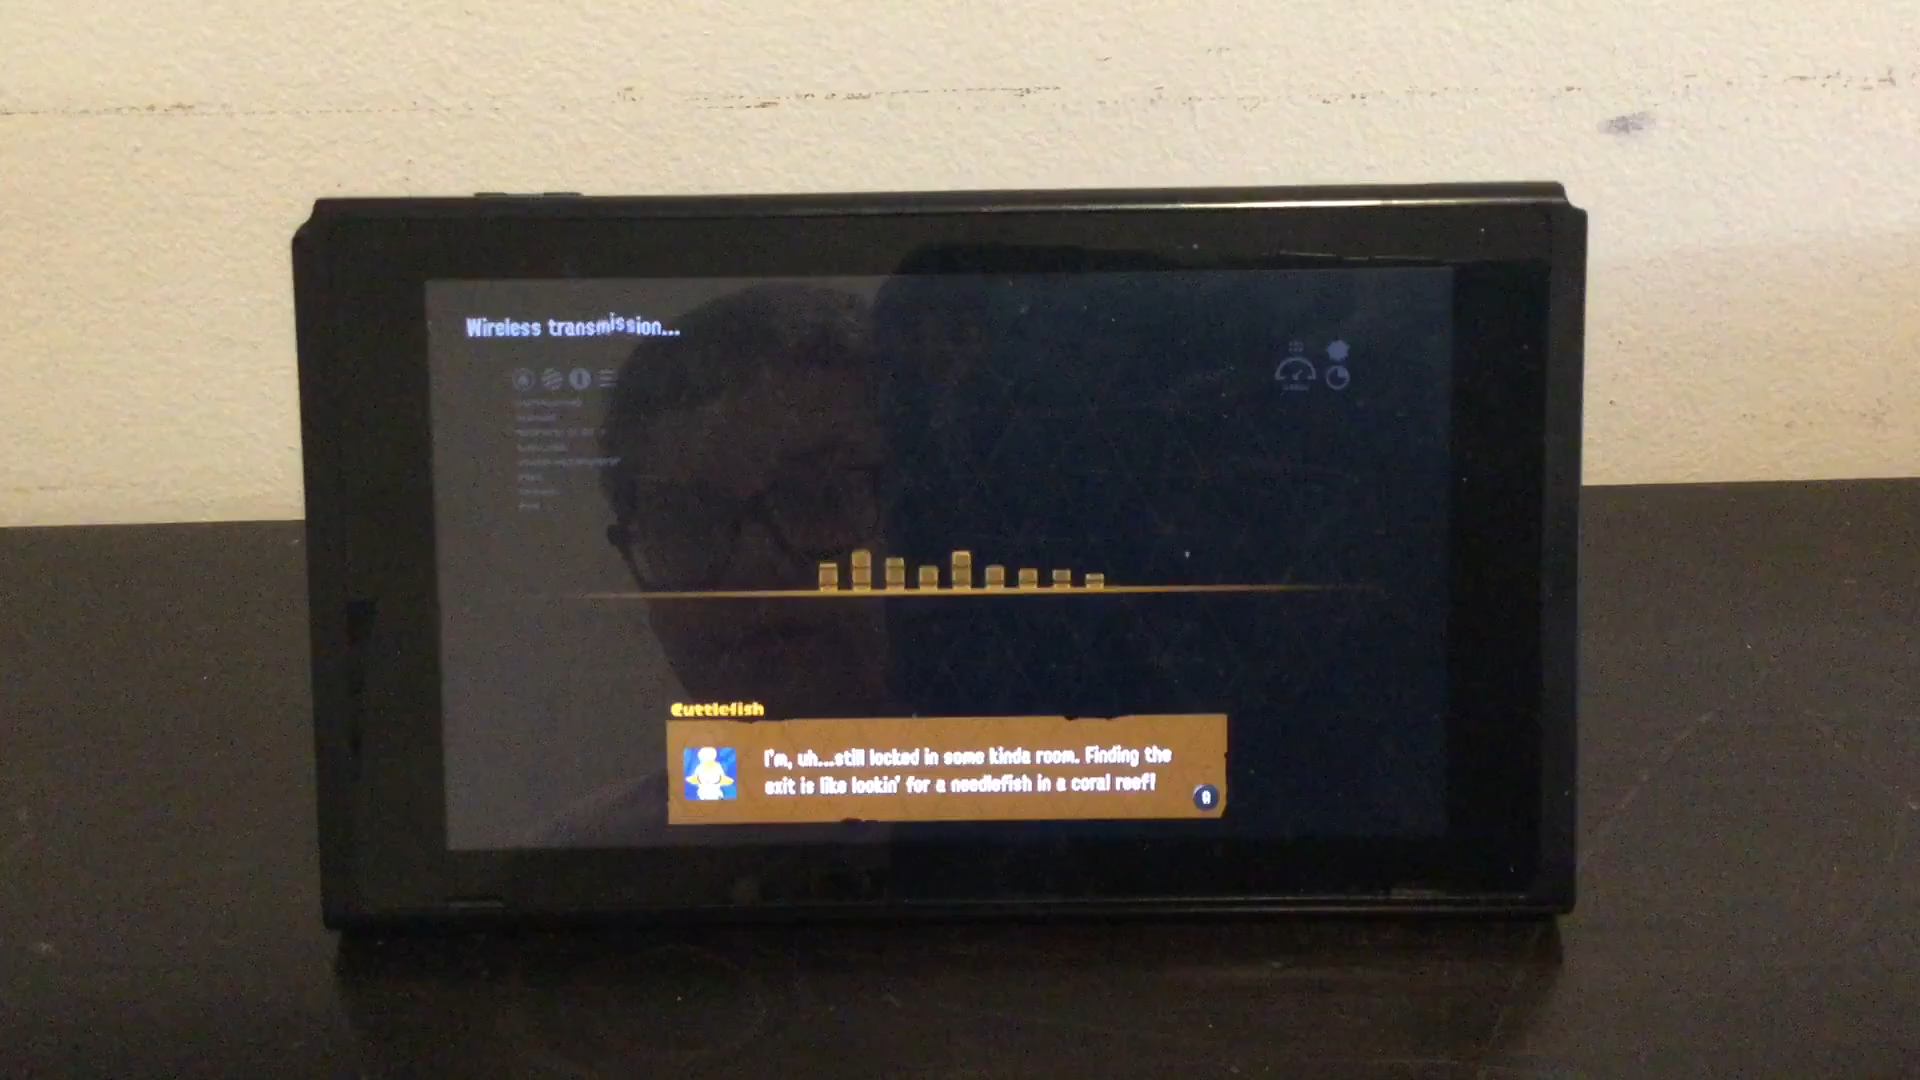 Wireless transmission...
Cuttlefish
I'm, uh...still locked in some kinda room. Finding the
exit is like lookin' for a needlefish in a coral reef!
A